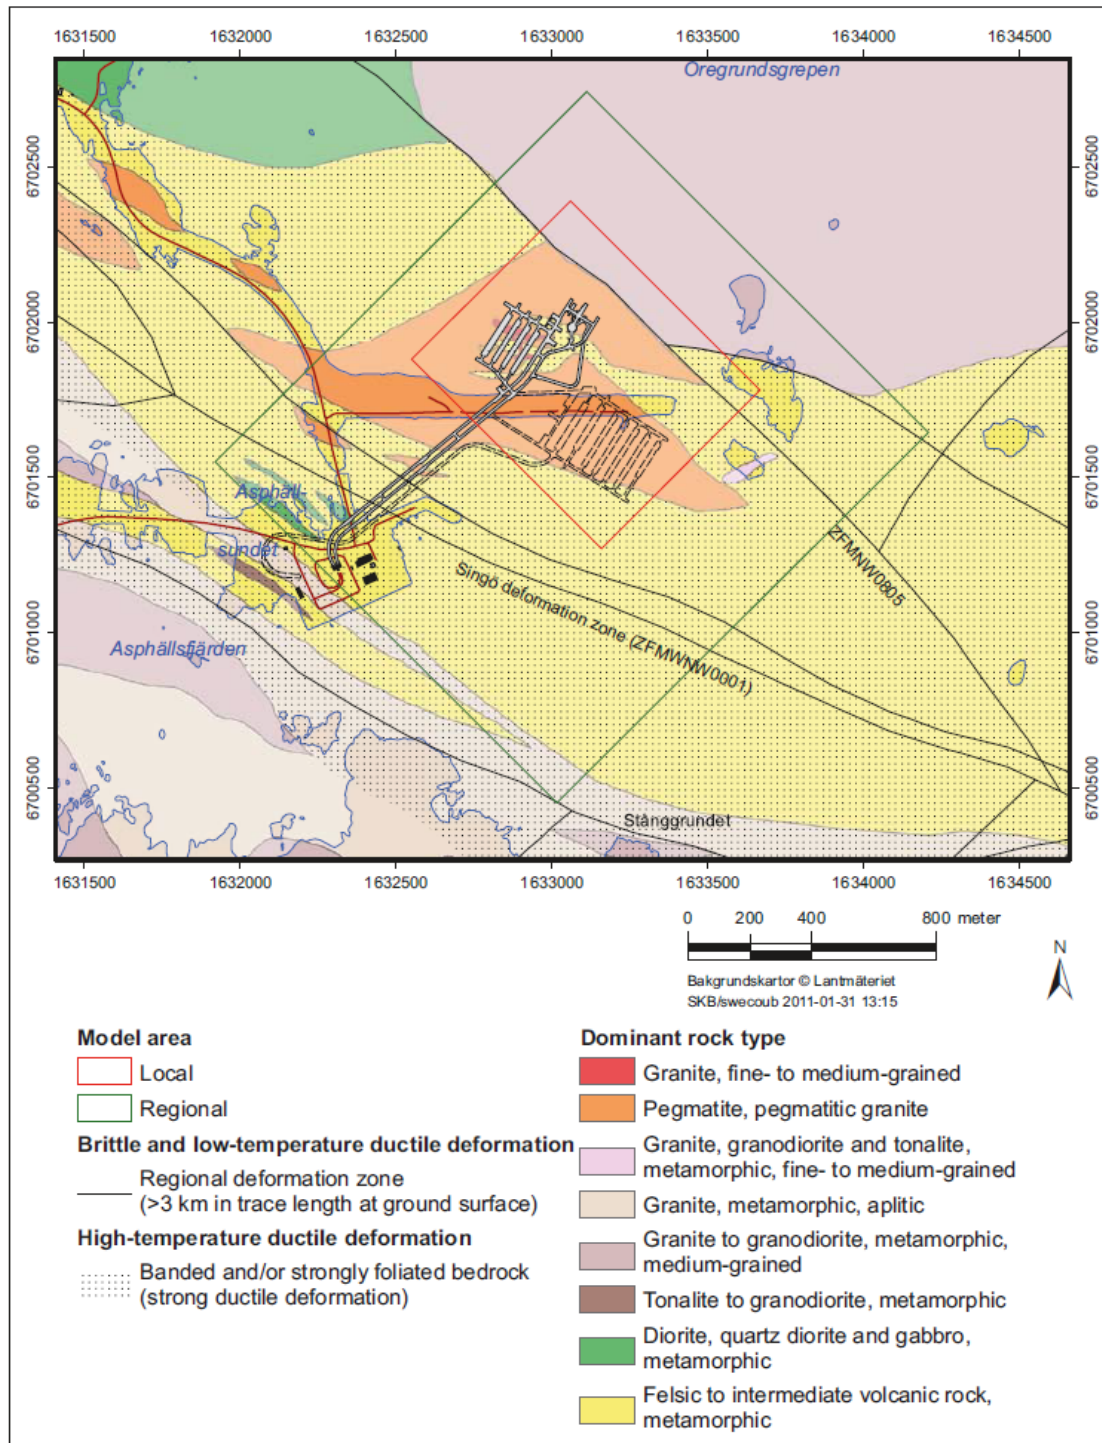 1631500 1632000 1632500 1633000 1633500 1634000 1634500
Öregrundsgrepen
6702500 6702500
6702000 6702000
6701500 6701500
Asphäll-
sundet
ZFMNW0805
Singö deformation zone (ZFMWNW0001)
6701000 6701000
Asphällsfjärden
6700500 6700500
Stånggrundet
1631500 1632000 1632500 1633000 1633500 1634000 1634500
0 200 400 800 meter
N
Bakgrundskartor © Lantmäteriet
SKB/swecoub 2011-01-31 13:15
Model area
Local
Regional
Brittle and low-temperature ductile deformation
Regional deformation zone
(>3 km in trace length at ground surface)
High-temperature ductile deformation
Banded and/or strongly foliated bedrock
(strong ductile deformation)
Dominant rock type
Granite, fine- to medium-grained
Pegmatite, pegmatitic granite
Granite, granodiorite and tonalite,
metamorphic, fine- to medium-grained
Granite, metamorphic, aplitic
Granite to granodiorite, metamorphic,
medium-grained
Tonalite to granodiorite, metamorphic
Diorite, quartz diorite and gabbro,
metamorphic
Felsic to intermediate volcanic rock,
metamorphic